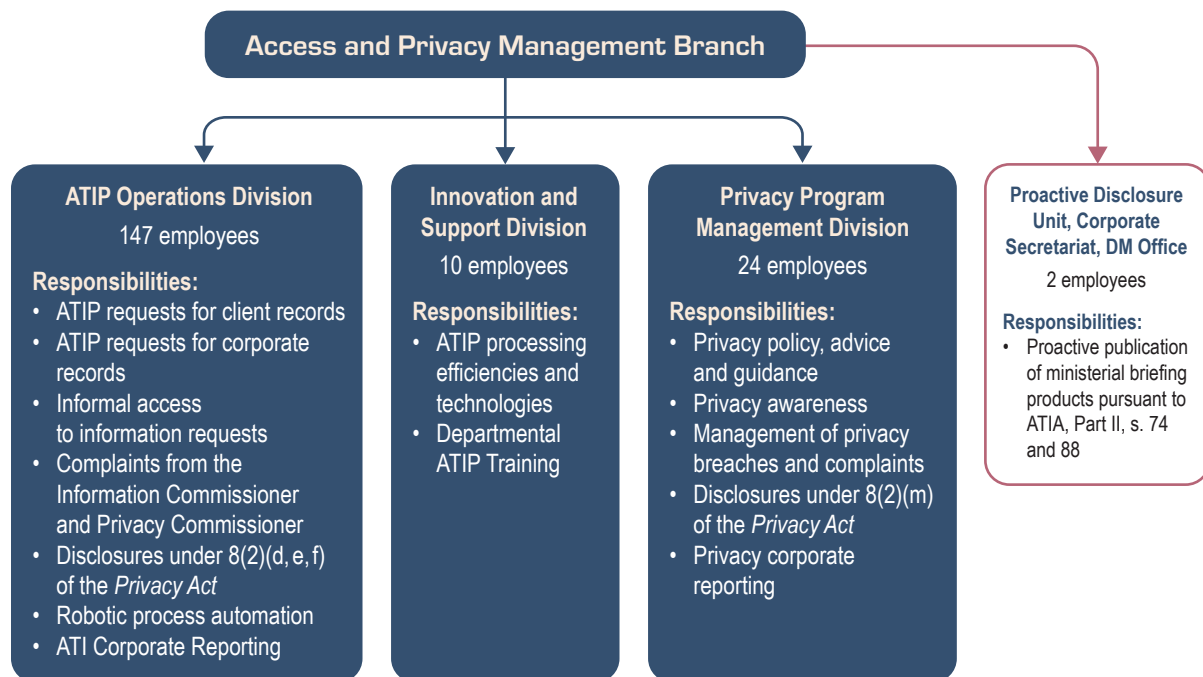 Access and Privacy Management Branch
ATIP Operations Division
147 employees
Responsibilities:
• ATIP requests for client records
• ATIP requests for corporate
records
• Informal access
to information requests
• Complaints from the
Information Commissioner
and Privacy Commissioner
• Disclosures under 8(2)(d, e, f)
of the Privacy Act
• Robotic process automation
• ATI Corporate Reporting
Innovation and
Support Division
10 employees
Responsibilities:
• ATIP processing
efficiencies and
technologies
• Departmental
ATIP Training
Privacy Program
Management Division
24 employees
Responsibilities:
• Privacy policy, advice
and guidance
• Privacy awareness
• Management of privacy
breaches and complaints
• Disclosures under 8(2)(m)
of the Privacy Act
• Privacy corporate
reporting
Proactive Disclosure
Unit, Corporate
Secretariat, DM Office
2 employees
Responsibilities:
• Proactive publication
of ministerial briefing
products pursuant to
ATIA, Part II, s. 74
and 88